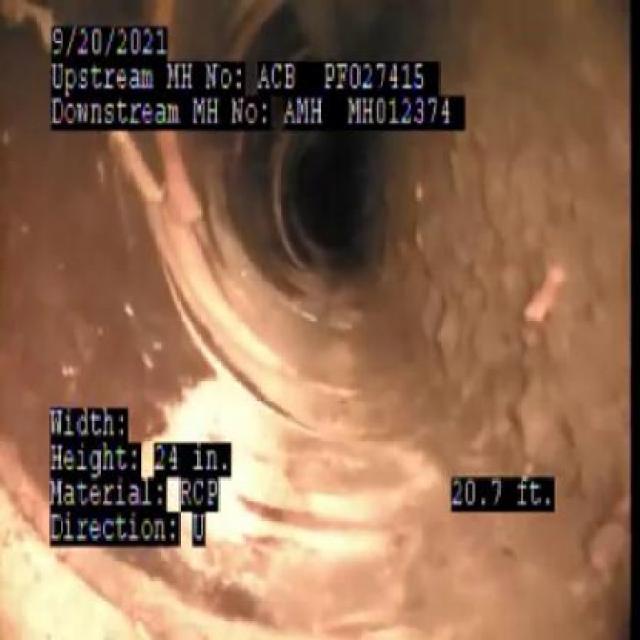 9/20/2021
Upstream MH No: ACB PF027415
Downstream MH No: AMH MH012374
Width:
Height: 24 in.
Material: RCP
Direction: U
20.7 ft.